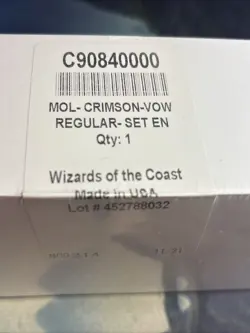 C90840000
MOL- CRIMSON-VOW
REGULAR- SET EN
Qty: 1
Wizards of the Coast
Made in USA
Lot # 452788032